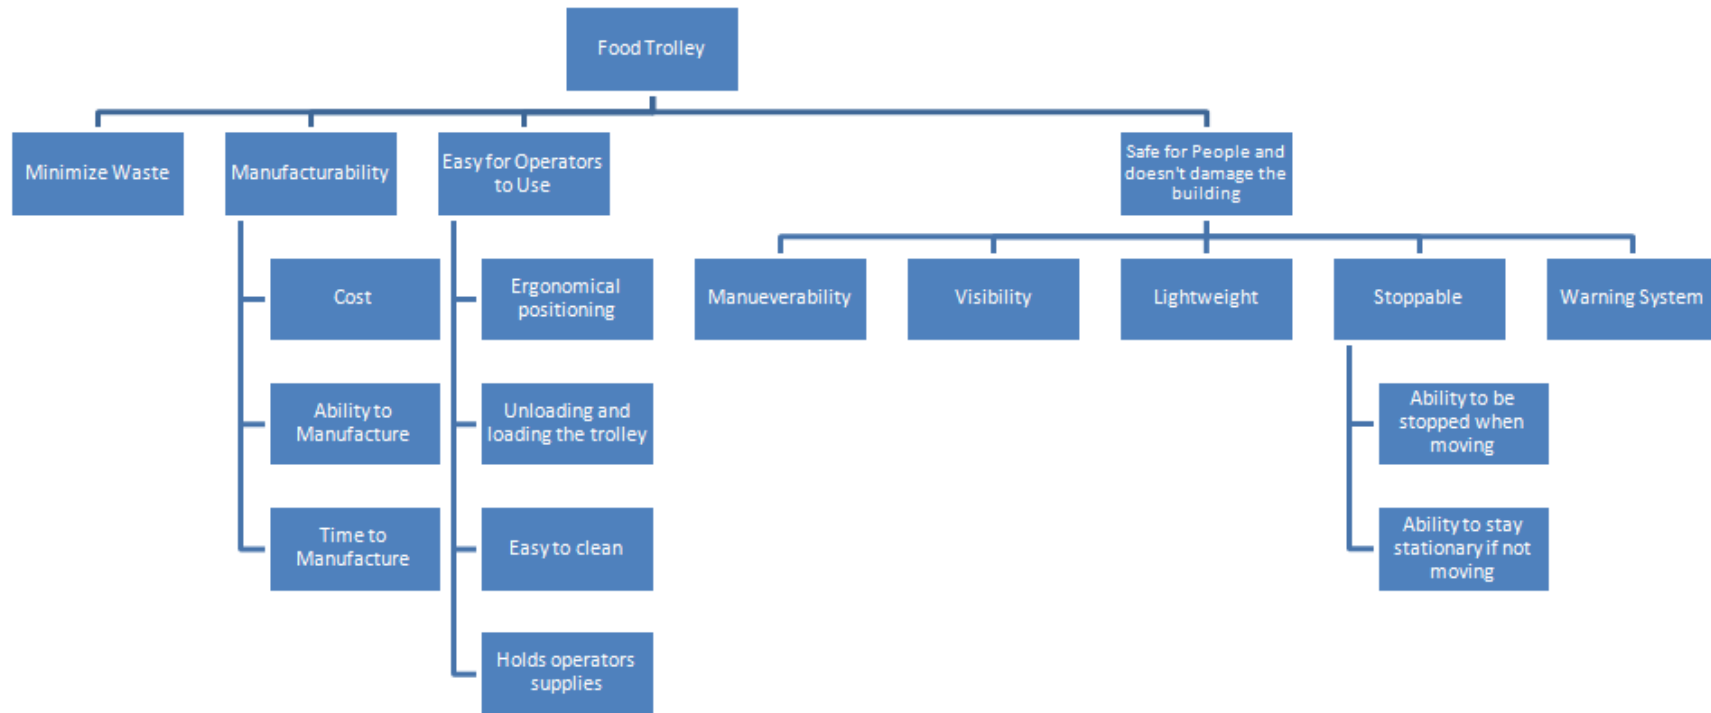 Food Trolley
Minimize Waste
Manufacturability
Easy for Operators
to Use
Safe for People and
doesn't damage the
building
Cost
Ergonomical
positioning
Manueverability
Visibility
Lightweight
Stoppable
Warning System
Ability to
Manufacture
Unloading and
loading the trolley
Ability to be
stopped when
moving
Time to
Manufacture
Easy to clean
Ability to stay
stationary if not
moving
Holds operators
supplies